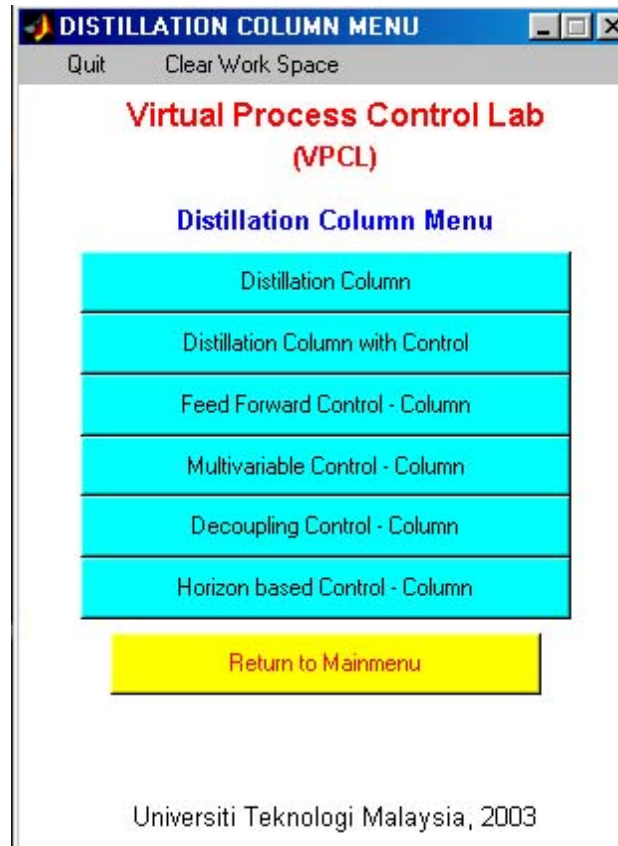 DISTILLATION COLUMN MENU
Quit Clear Work Space
Virtual Process Control Lab
(VPCL)
Distillation Column Menu
Distillation Column
Distillation Column with Control
Feed Forward Control - Column
Multivariable Control - Column
Decoupling Control - Column
Horizon based Control - Column
Return to Mainmenu
Universiti Teknologi Malaysia, 2003